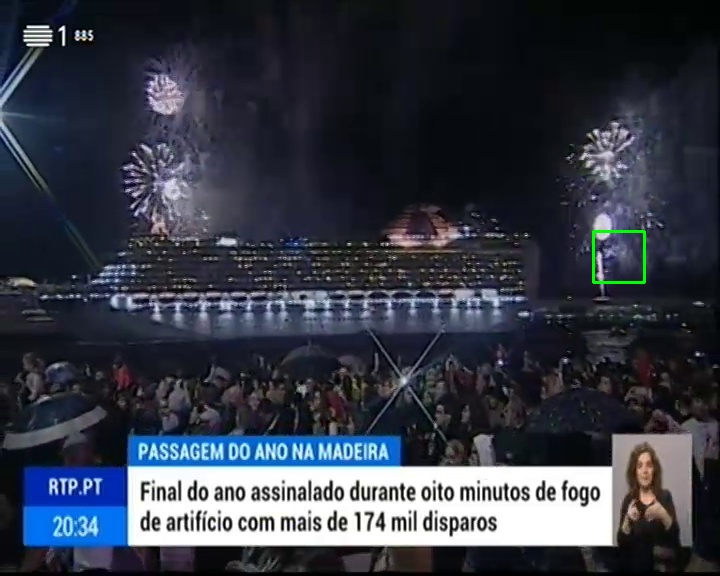 1 885
PASSAGEM DO ANO NA MADEIRA
RTP.PT
20:34
Final do ano assinalado durante oito minutos de fogo
de artifício com mais de 174 mil disparos